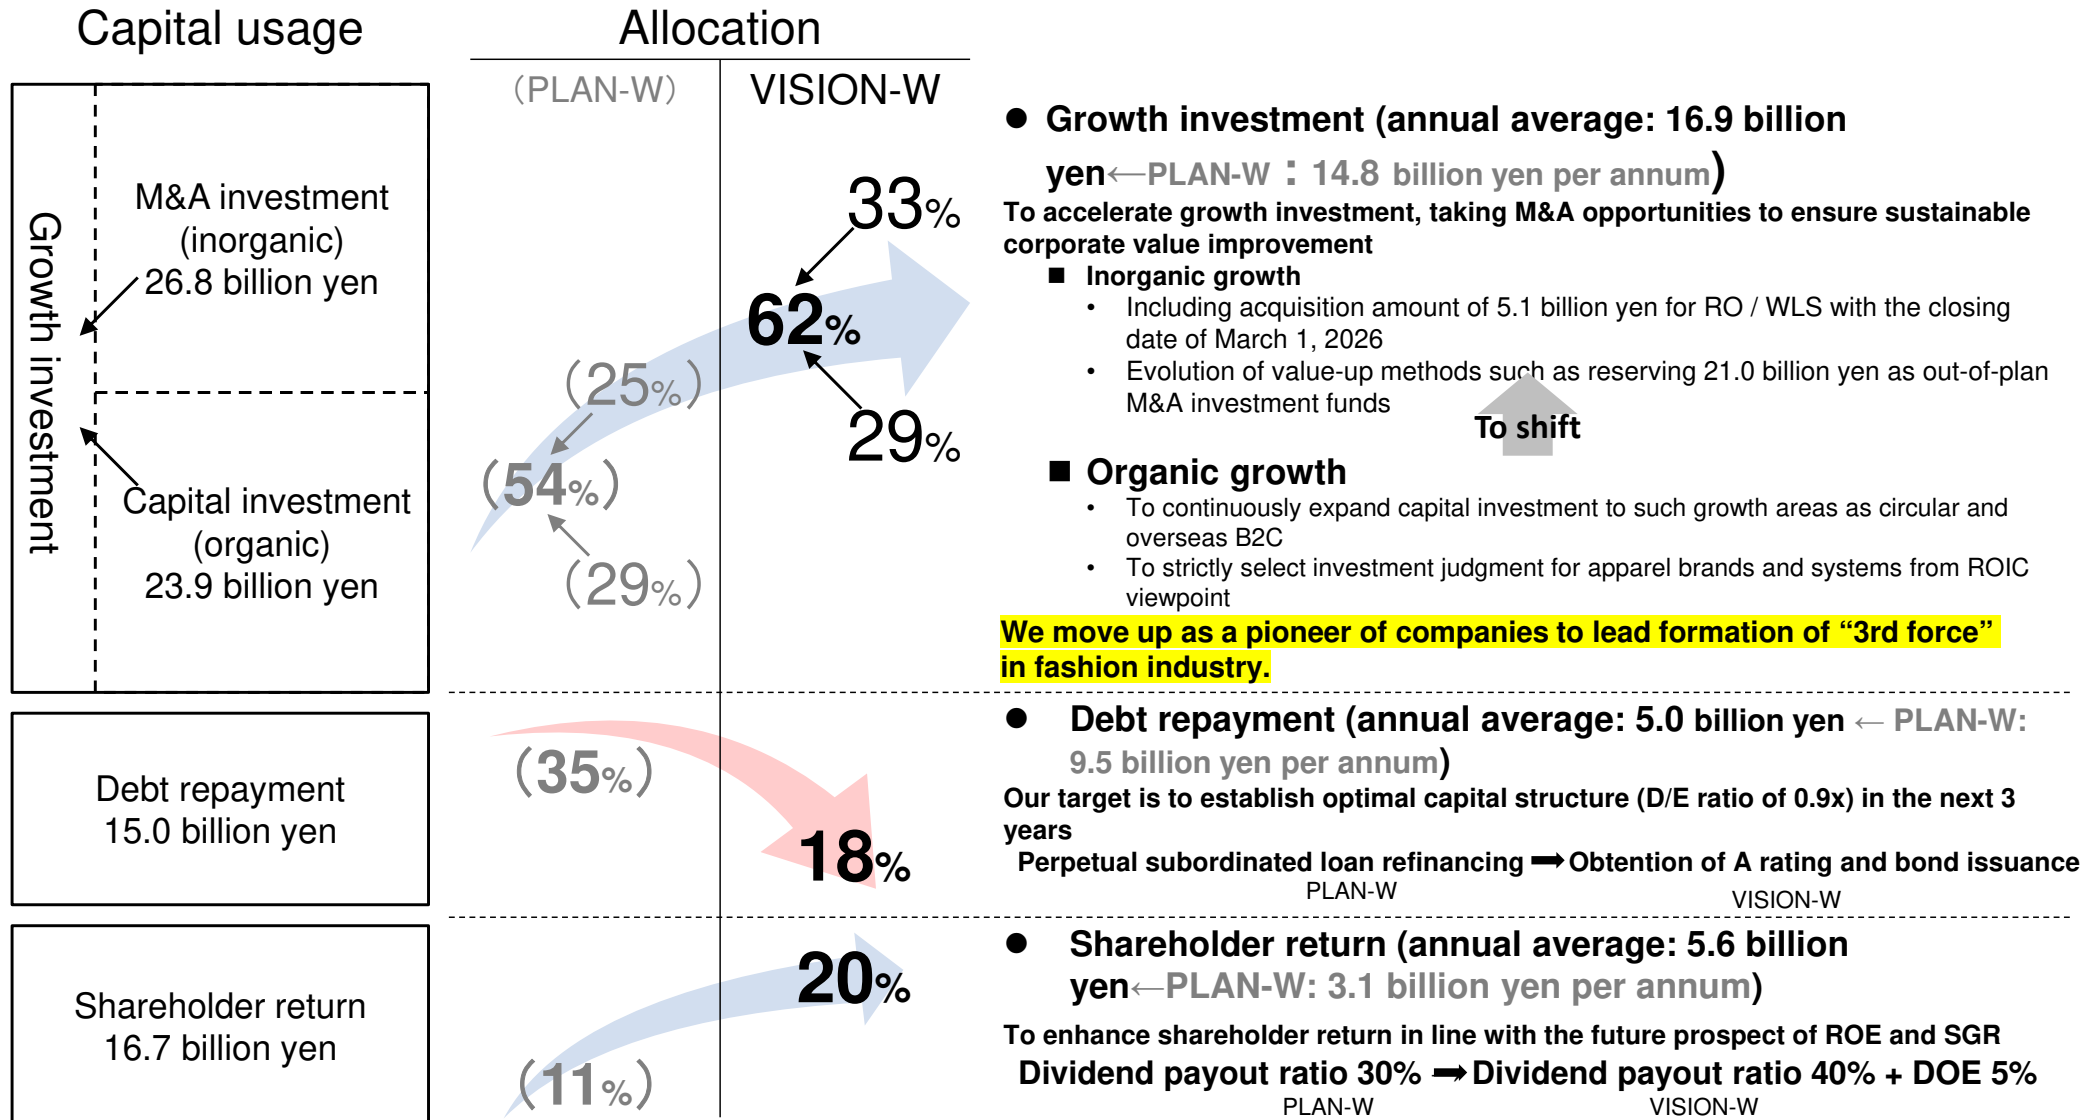 Capital usage
Allocation
(PLAN-W)
VISION-W
Growth investment
M&A investment
(inorganic)
26.8 billion yen
Capital investment
(organic)
23.9 billion yen
33%
62%
29%
(25%)
(54%)
(29%)
● Growth investment (annual average: 16.9 billion
yen←PLAN-W：14.8 billion yen per annum)
To accelerate growth investment, taking M&A opportunities to ensure sustainable
corporate value improvement
■ Inorganic growth
• Including acquisition amount of 5.1 billion yen for RO / WLS with the closing
date of March 1, 2026
• Evolution of value-up methods such as reserving 21.0 billion yen as out-of-plan
M&A investment funds
To shift
■ Organic growth
• To continuously expand capital investment to such growth areas as circular and
overseas B2C
• To strictly select investment judgment for apparel brands and systems from ROIC
viewpoint
We move up as a pioneer of companies to lead formation of “3rd force”
in fashion industry.
Debt repayment
15.0 billion yen
(35%)
18%
● Debt repayment (annual average: 5.0 billion yen ← PLAN-W:
9.5 billion yen per annum)
Our target is to establish optimal capital structure (D/E ratio of 0.9x) in the next 3
years
Perpetual subordinated loan refinancing ➡ Obtention of A rating and bond issuance
PLAN-W
VISION-W
Shareholder return
16.7 billion yen
(11%)
20%
● Shareholder return (annual average: 5.6 billion
yen←PLAN-W: 3.1 billion yen per annum)
To enhance shareholder return in line with the future prospect of ROE and SGR
Dividend payout ratio 30% ➡ Dividend payout ratio 40% + DOE 5%
PLAN-W
VISION-W